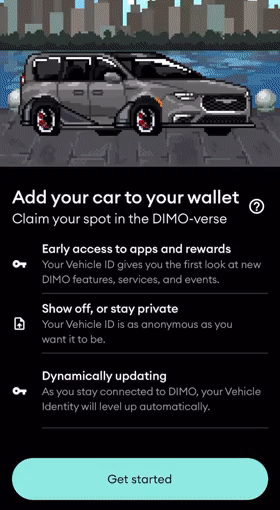 Add your car to your wallet
Claim your spot in the DIMO-verse
?
Early access to apps and rewards
Your Vehicle ID gives you the first look at new
DIMO features, services, and events.
Show off, or stay private
Your Vehicle ID is as anonymous as you
want it to be.
Dynamically updating
As you stay connected to DIMO, your Vehicle
Identity will level up automatically.
Get started